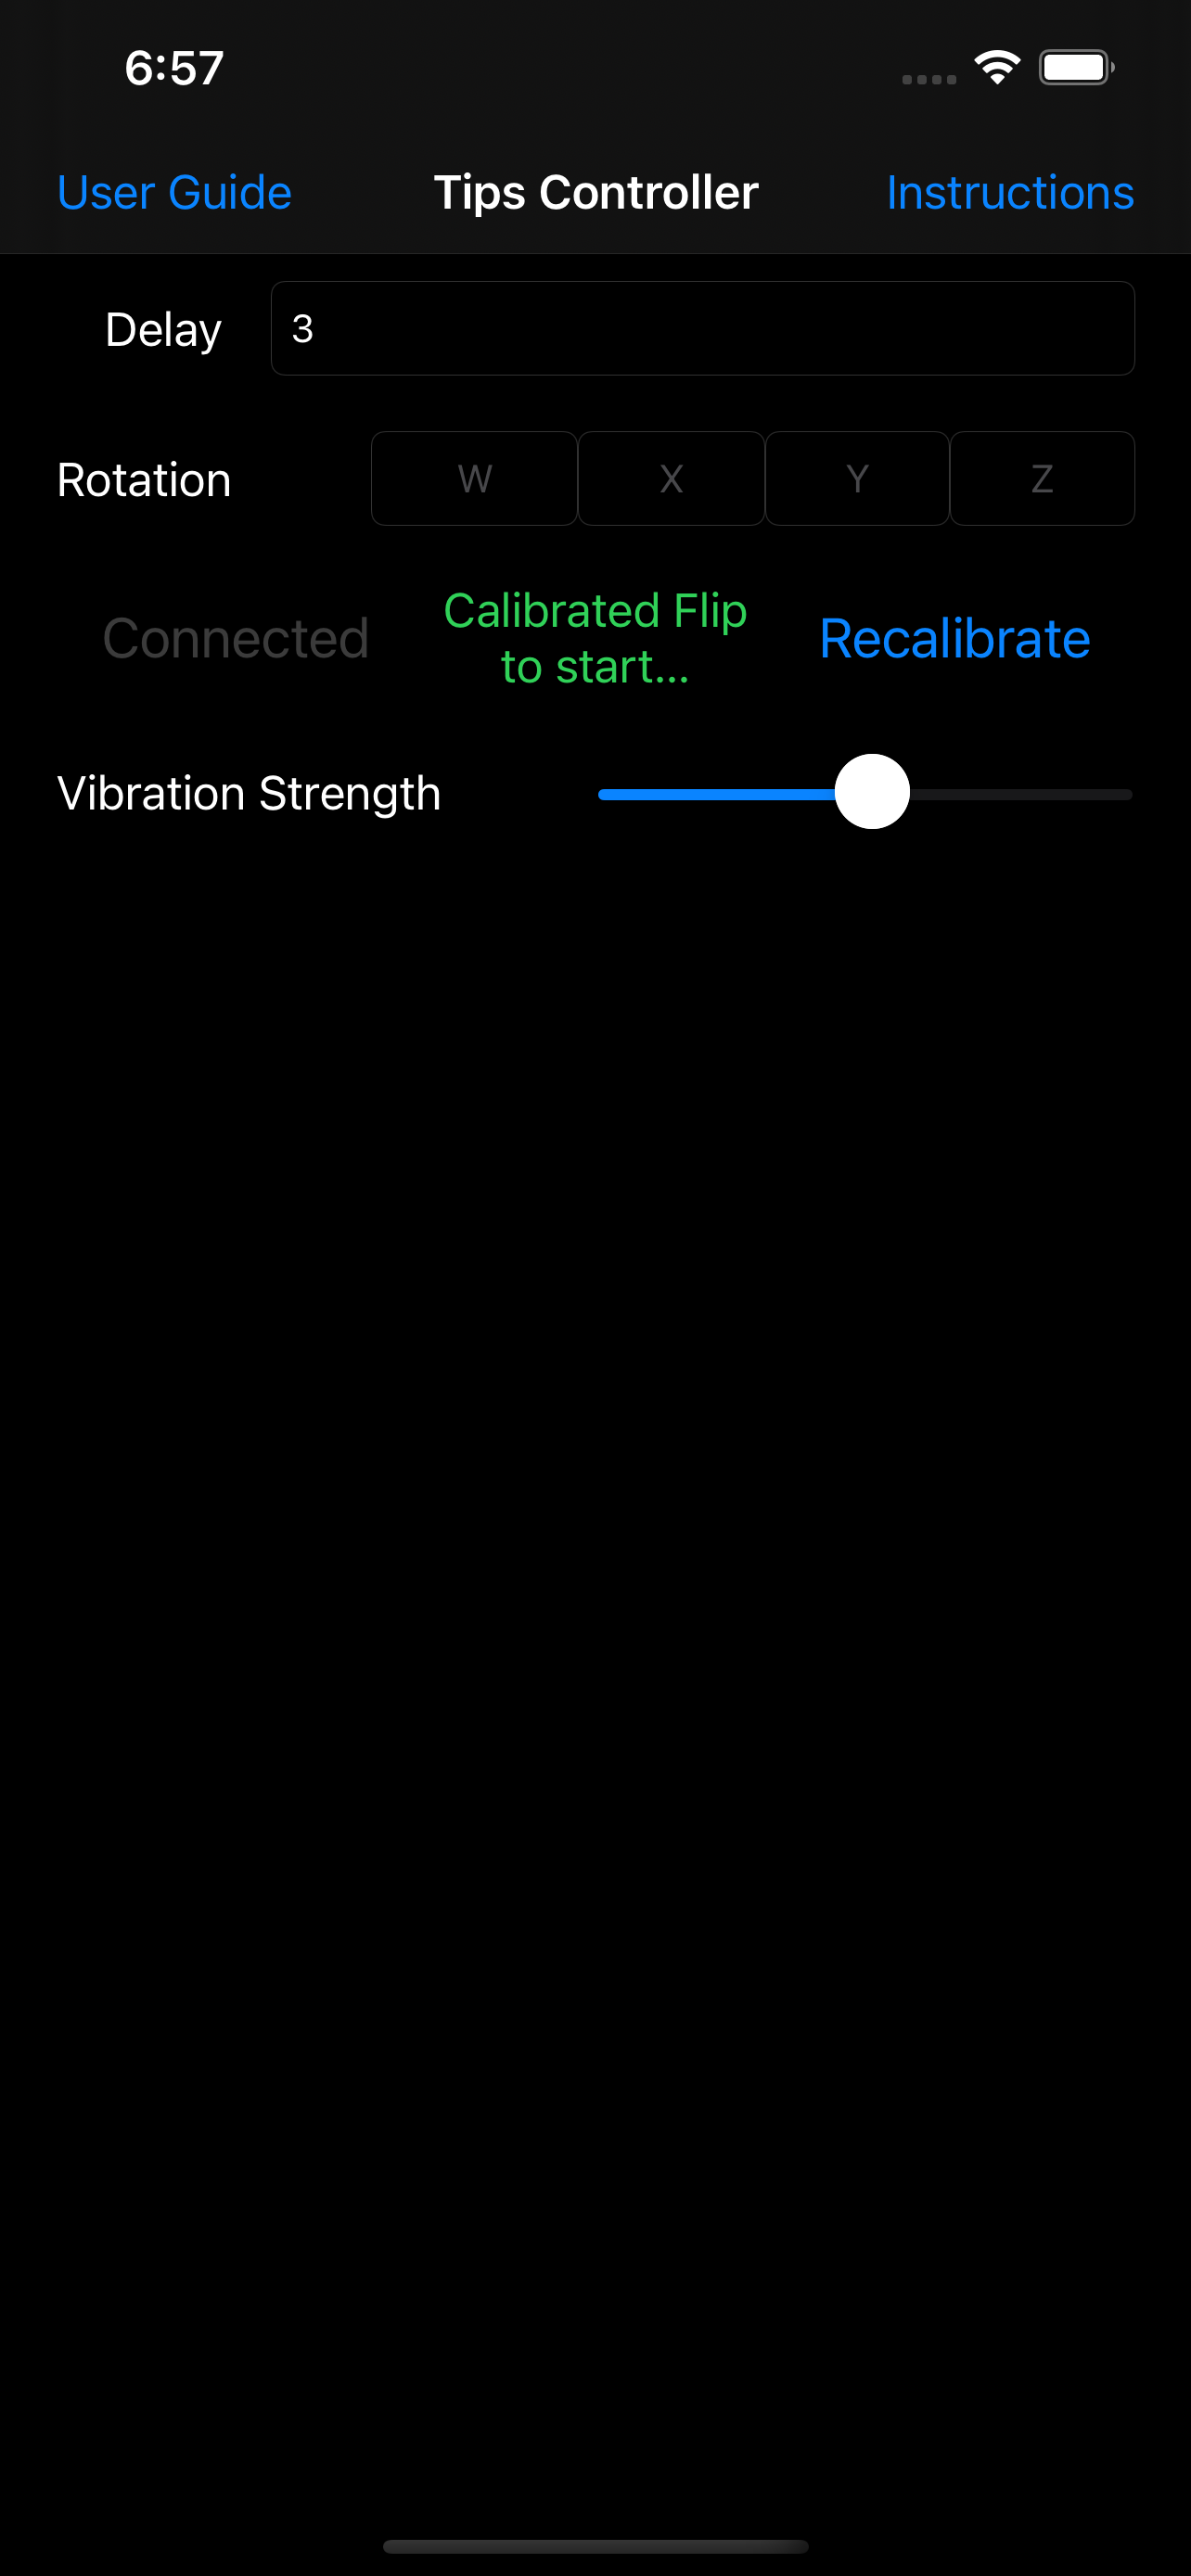 6:57
User Guide Tips Controller Instructions
Delay 3
Rotation W X Y Z
Connected Calibrated Flip to start... Recalibrate
Vibration Strength